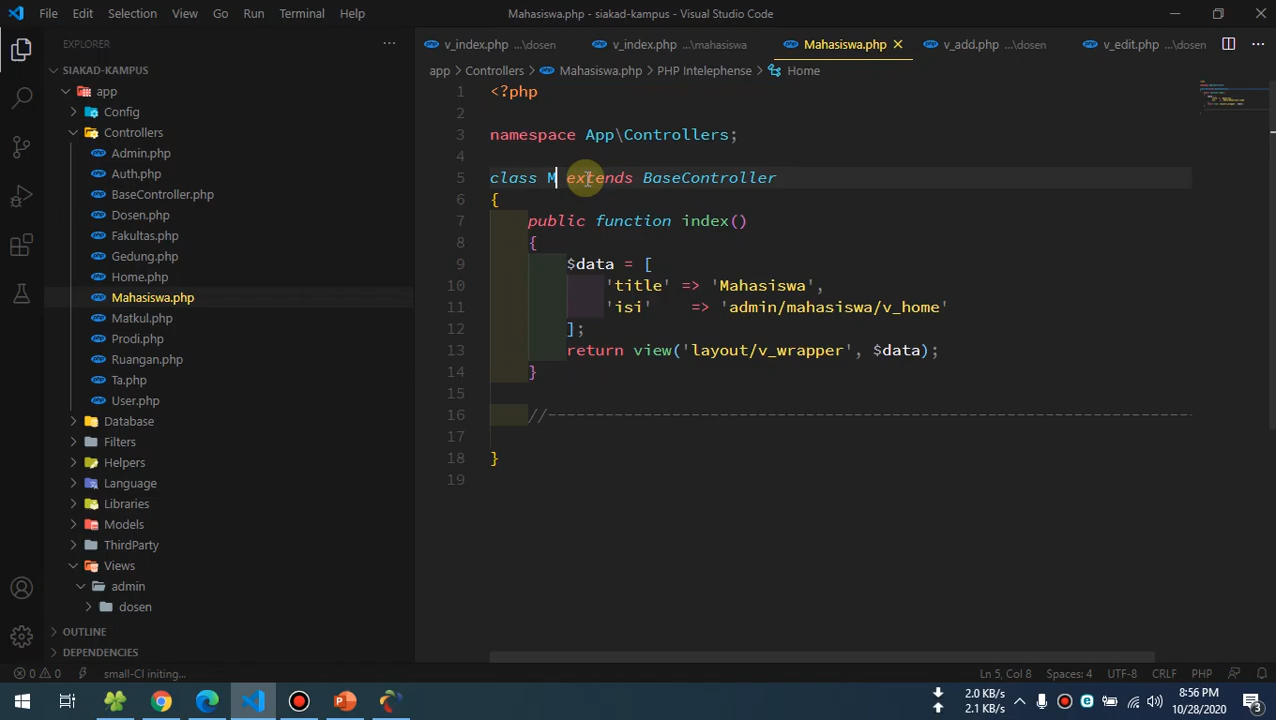 File Edit Selection View Go Run Terminal Help
Mahasiswa.php - siakad-kampus - Visual Studio Code
EXPLORER
v_index.php ...\dosen
v_index.php ...\mahasiswa
Mahasiswa.php
v_add.php ...\dosen
v_edit.php ...\dosen
app > Controllers > Mahasiswa.php > PHP Intelephense > Home
SIAKAD-KAMPUS
app
Config
Controllers
Admin.php
Auth.php
BaseController.php
Dosen.php
Fakultas.php
Gedung.php
Home.php
Mahasiswa.php
Matkul.php
Prodi.php
Ruangan.php
Ta.php
User.php
Database
Filters
Helpers
Language
Libraries
Models
ThirdParty
Views
admin
dosen
OUTLINE
DEPENDENCIES
1 <?php
2
3 namespace App\Controllers;
4
5 class M extends BaseController
6 {
7 public function index()
8 {
9 $data = [
10 'title' => 'Mahasiswa',
11 'isi' => 'admin/mahasiswa/v_home'
12 ];
13 return view('layout/v_wrapper', $data);
14 }
15
16 //--------------------------------------------------------------------
17
18 }
19
0 0 small-CI initing...
Ln 5, Col 8 Spaces: 4 UTF-8 CRLF PHP
2.0 KB/s
2.1 KB/s
8:56 PM
10/28/2020
3